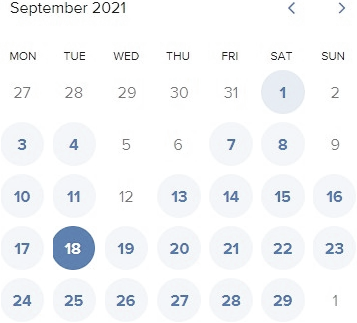 September 2021
MON TUE WED THU FRI SAT SUN
27 28 29 30 31 1 2
3 4 5 6 7 8 9
10 11 12 13 14 15 16
17 18 19 20 21 22 23
24 25 26 27 28 29 1